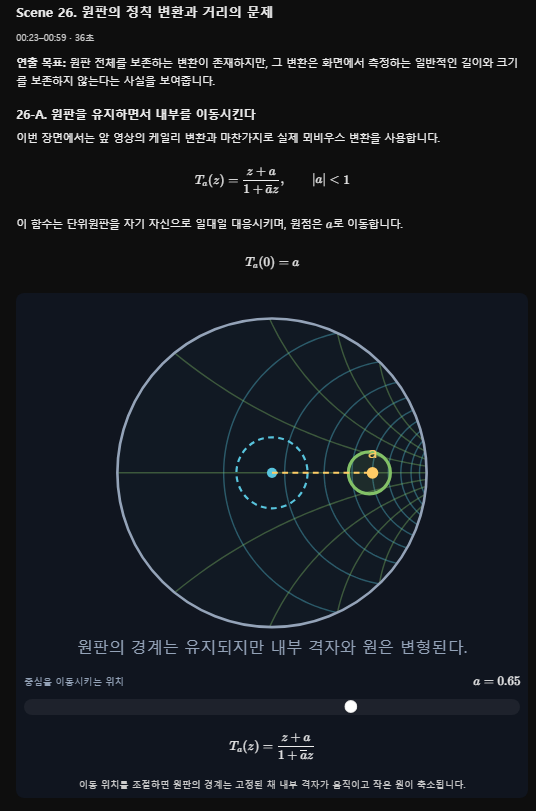 Scene 26. 원판의 정칙 변환과 거리의 문제
00:23–00:59 · 36초
연출 목표: 원판 전체를 보존하는 변환이 존재하지만, 그 변환은 화면에서 측정하는 일반적인 길이와 크기
를 보존하지 않는다는 사실을 보여줍니다.
26-A. 원판을 유지하면서 내부를 이동시킨다
이번 장면에서는 앞 영상의 케일리 변환과 마찬가지로 실제 뫼비우스 변환을 사용합니다.
Tₐ(z) = (z + a)/(1 + a̅z), |a| < 1
이 함수는 단위원판을 자기 자신으로 일대일 대응시키며, 원점은 a로 이동합니다.
Tₐ(0) = a
a
원판의 경계는 유지되지만 내부 격자와 원은 변형된다.
중심을 이동시키는 위치 a = 0.65
Tₐ(z) = (z + a)/(1 + a̅z)
이동 위치를 조절하면 원판의 경계는 고정된 채 내부 격자가 움직이고 작은 원이 축소됩니다.